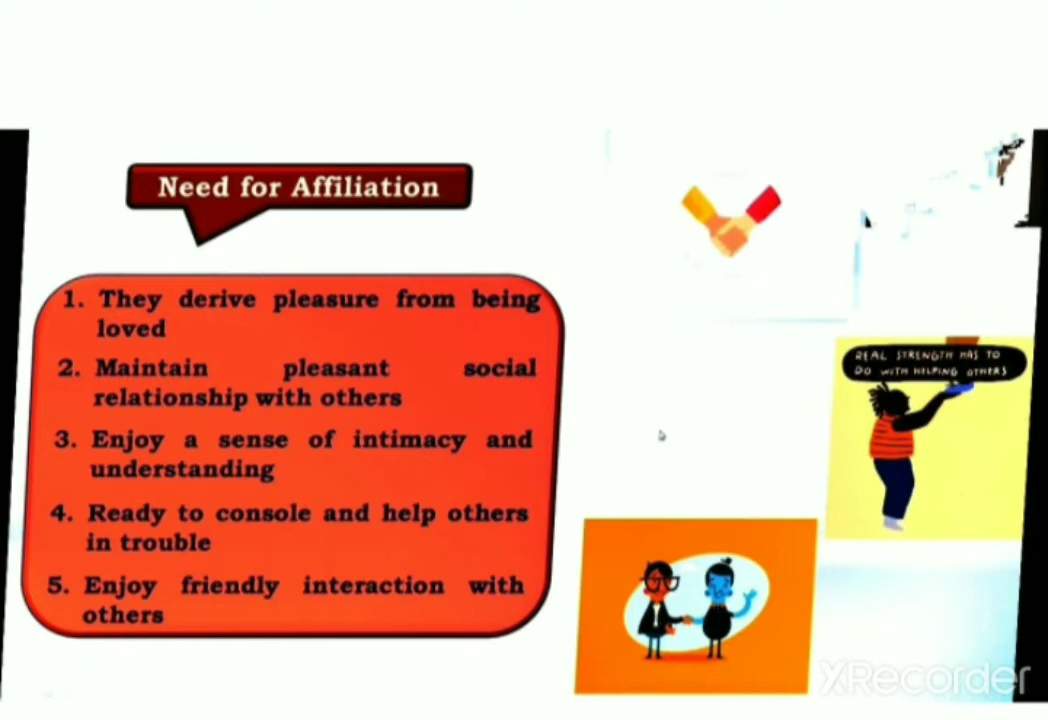 Need for Affiliation
1. They derive pleasure from being
loved
2. Maintain pleasant social
relationship with others
3. Enjoy a sense of intimacy and
understanding
4. Ready to console and help others
in trouble
5. Enjoy friendly interaction with
others
REAL STRENGTH HAS TO
DO WITH HELPING OTHERS
XRecorder